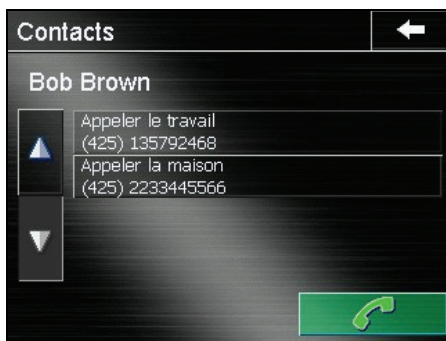 Contacts
Bob Brown
Appeler le travail
(425) 135792468
Appeler la maison
(425) 2233445566